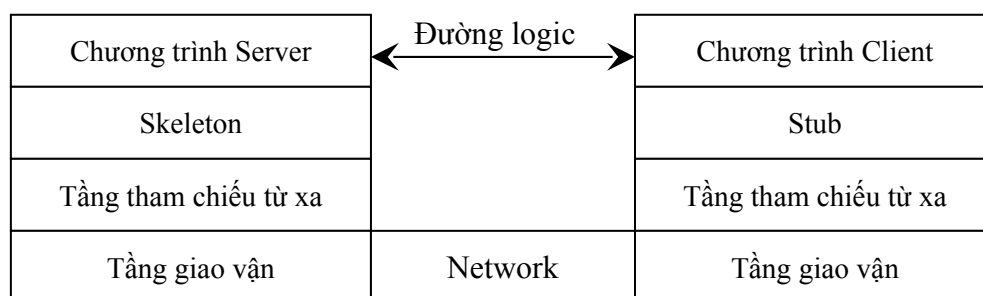 Chương trình Server
Đường logic
Chương trình Client
Skeleton
Stub
Tầng tham chiếu từ xa
Tầng tham chiếu từ xa
Tầng giao vận
Network
Tầng giao vận